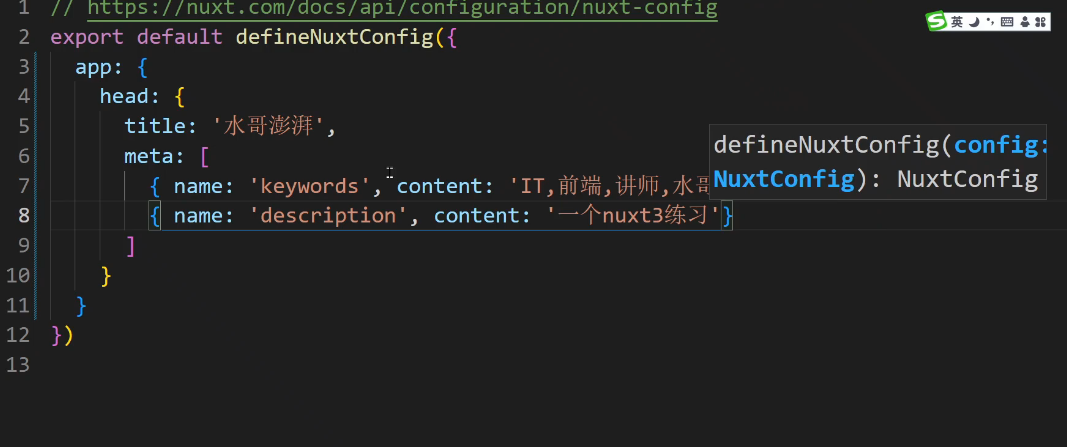 1 // https://nuxt.com/docs/api/configuration/nuxt-config
英
2 export default defineNuxtConfig({
3 app: {
4 head: {
5 title: '水哥澎湃',
6 meta: [
7 { name: 'keywords', content: 'IT,前端,讲师,水哥
8 { name: 'description', content: '一个nuxt3练习'}
9 ]
10 }
11 }
12 })
13
defineNuxtConfig(config:
NuxtConfig): NuxtConfig